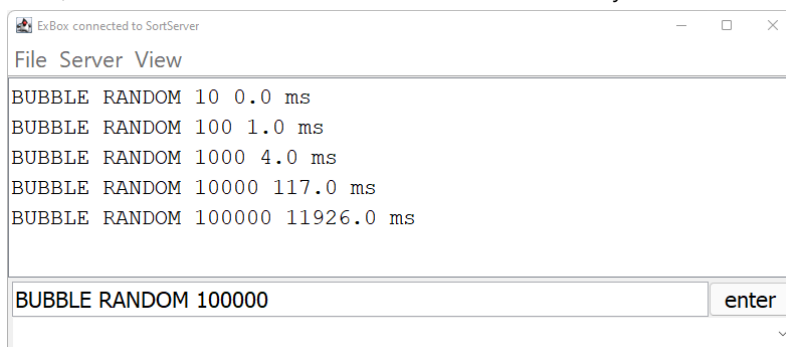 ExBox connected to SortServer
File Server View
BUBBLE RANDOM 10 0.0 ms
BUBBLE RANDOM 100 1.0 ms
BUBBLE RANDOM 1000 4.0 ms
BUBBLE RANDOM 10000 117.0 ms
BUBBLE RANDOM 100000 11926.0 ms
BUBBLE RANDOM 100000 enter